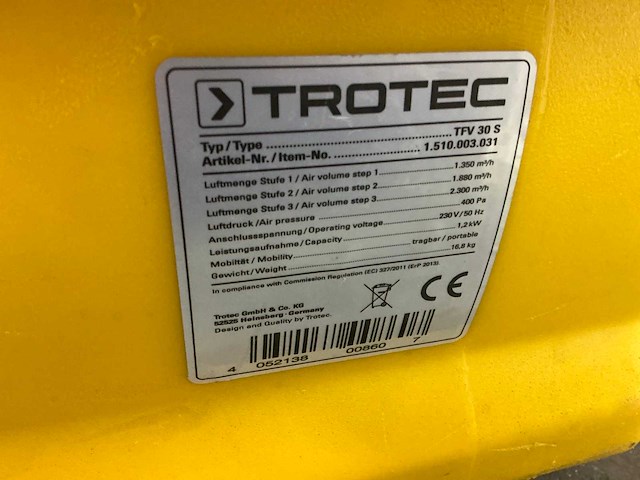 TROTEC
Typ / Type ........................................ TFV 30 S
Artikel-Nr. / Item-No. ........................ 1.510.003.031
Luftmenge Stufe 1 / Air volume step 1 ........................ 1.350 m³/h
Luftmenge Stufe 2 / Air volume step 2 ........................ 1.880 m³/h
Luftmenge Stufe 3 / Air volume step 3 ........................ 2.300 m³/h
Luftdruck / Air pressure ........................ 400 Pa
Anschlussspannung / Operating voltage ........................ 230 V / 50 Hz
Leistungsaufnahme / Capacity ........................ 1,2 kW
Mobiltät / Mobility ........................ tragbar / portable
Gewicht / Weight ........................ 16,8 kg
In compliance with Commission Regulation (EC) 327/2011 (ErP 2013).
Trotec GmbH & Co. KG
52525 Heinsberg - Germany
Design and Quality by Trotec.
CE
4 052138 00860 7